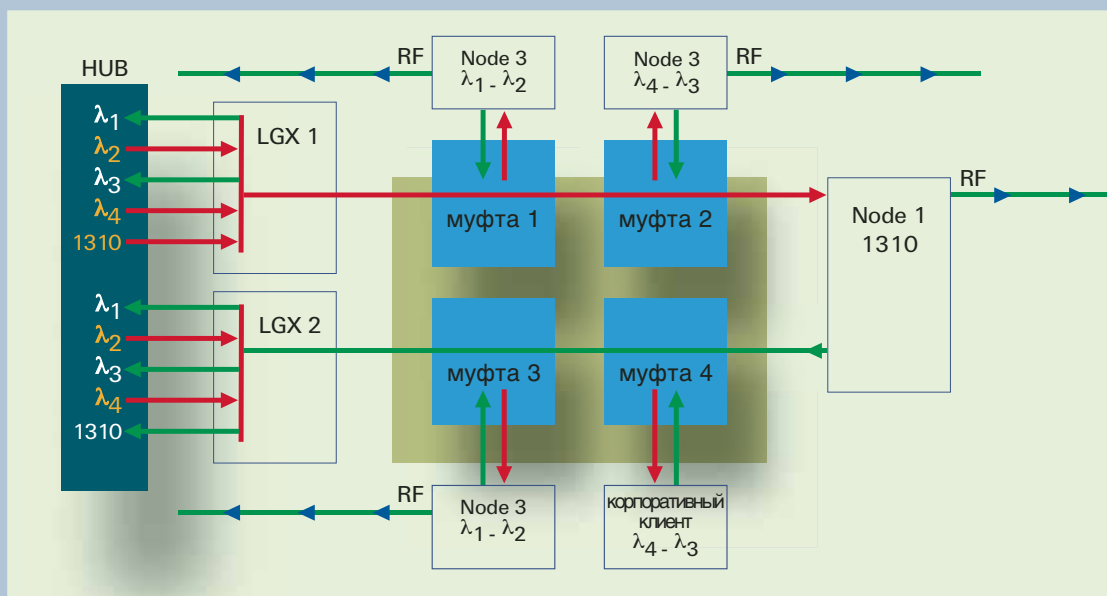 HUB
λ1
λ2
λ3
λ4
1310
λ1
λ2
λ3
λ4
1310
LGX 1
LGX 2
RF
Node 3
λ1 - λ2
Node 3
λ4 - λ3
RF
муфта 1
муфта 2
Node 1
1310
RF
муфта 3
муфта 4
RF
Node 3
λ1 - λ2
корпоративный
клиент
λ4 - λ3